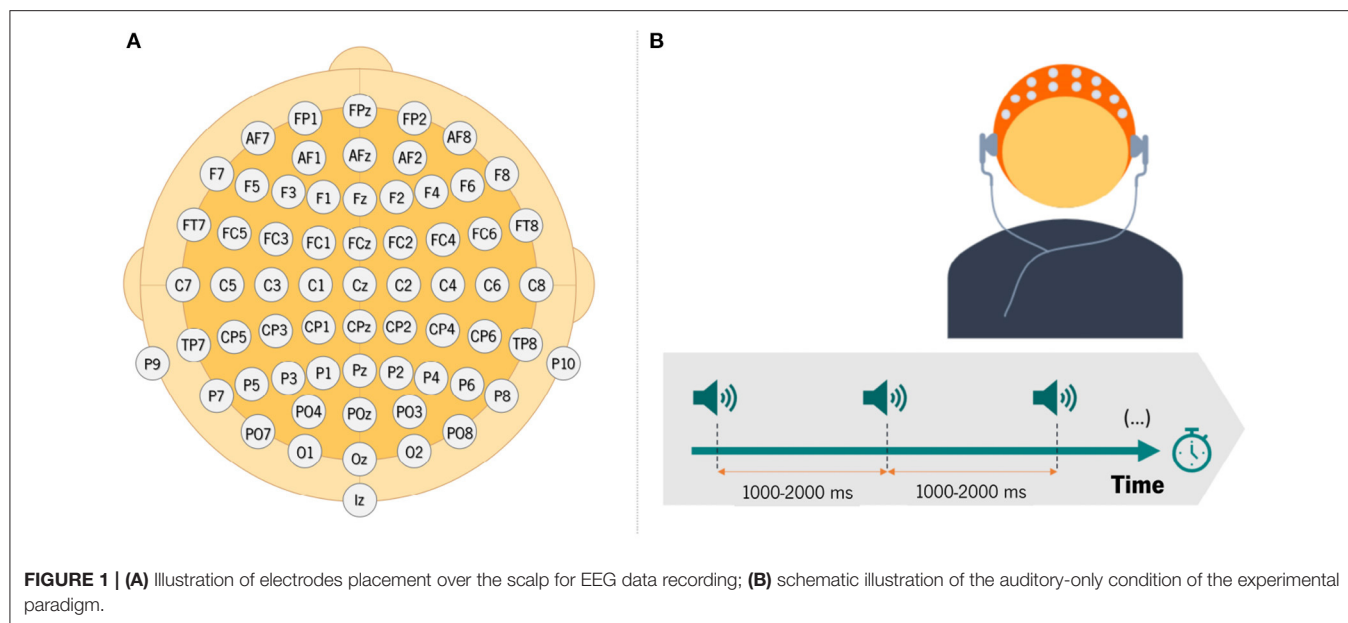 A
B
FPz
FP1
FP2
AF7
AF8
AF1
AFz
AF2
F7
F8
F5
F3
F1
Fz
F2
F4
F6
FT7
FT8
FC5
FC3
FC1
FCz
FC2
FC4
FC6
C7
C5
C3
C1
Cz
C2
C4
C6
C8
TP7
CP5
CP3
CP1
CPz
CP2
CP4
CP6
TP8
P9
P10
P7
P5
P3
P1
Pz
P2
P4
P6
P8
PO4
POz
PO3
PO7
PO8
O1
Oz
O2
Iz
(...)
1000-2000 ms
1000-2000 ms
Time
FIGURE 1 | (A) Illustration of electrodes placement over the scalp for EEG data recording; (B) schematic illustration of the auditory-only condition of the experimental
paradigm.